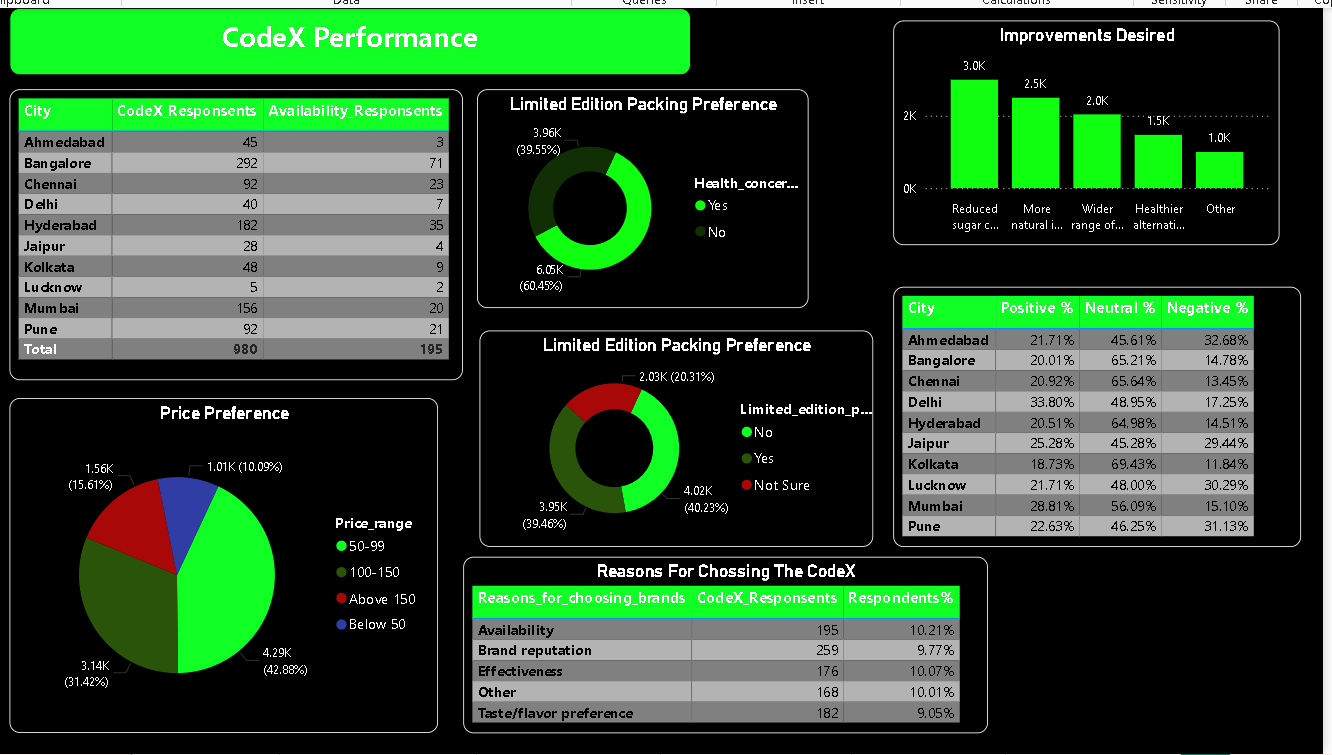 Data
Queries
Insert
Calculations
Sensitivity
Share
CodeX Performance
City CodeX_Responsents Availability_Responsents
Ahmedabad 45 3
Bangalore 292 71
Chennai 92 23
Delhi 40 7
Hyderabad 182 35
Jaipur 28 4
Kolkata 48 9
Lucknow 5 2
Mumbai 156 20
Pune 92 21
Total 980 195
Limited Edition Packing Preference
3.96K
(39.55%)
6.05K
(60.45%)
Health_concer...
Yes
No
Improvements Desired
3.0K
2.5K
2.0K
1.5K
1.0K
2K
0K
Reduced
sugar c...
More
natural i...
Wider
range of...
Healthier
alternati...
Other
Limited Edition Packing Preference
2.03K (20.31%)
4.02K
(40.23%)
3.95K
(39.46%)
Limited_edition_p...
No
Yes
Not Sure
City Positive % Neutral % Negative %
Ahmedabad 21.71% 45.61% 32.68%
Bangalore 20.01% 65.21% 14.78%
Chennai 20.92% 65.64% 13.45%
Delhi 33.80% 48.95% 17.25%
Hyderabad 20.51% 64.98% 14.51%
Jaipur 25.28% 45.28% 29.44%
Kolkata 18.73% 69.43% 11.84%
Lucknow 21.71% 48.00% 30.29%
Mumbai 28.81% 56.09% 15.10%
Pune 22.63% 46.25% 31.13%
Price Preference
1.01K (10.09%)
1.56K
(15.61%)
3.14K
(31.42%)
4.29K
(42.88%)
Price_range
50-99
100-150
Above 150
Below 50
Reasons For Chossing The CodeX
Reasons_for_choosing_brands CodeX_Responsents Respondents%
Availability 195 10.21%
Brand reputation 259 9.77%
Effectiveness 176 10.07%
Other 168 10.01%
Taste/flavor preference 182 9.05%